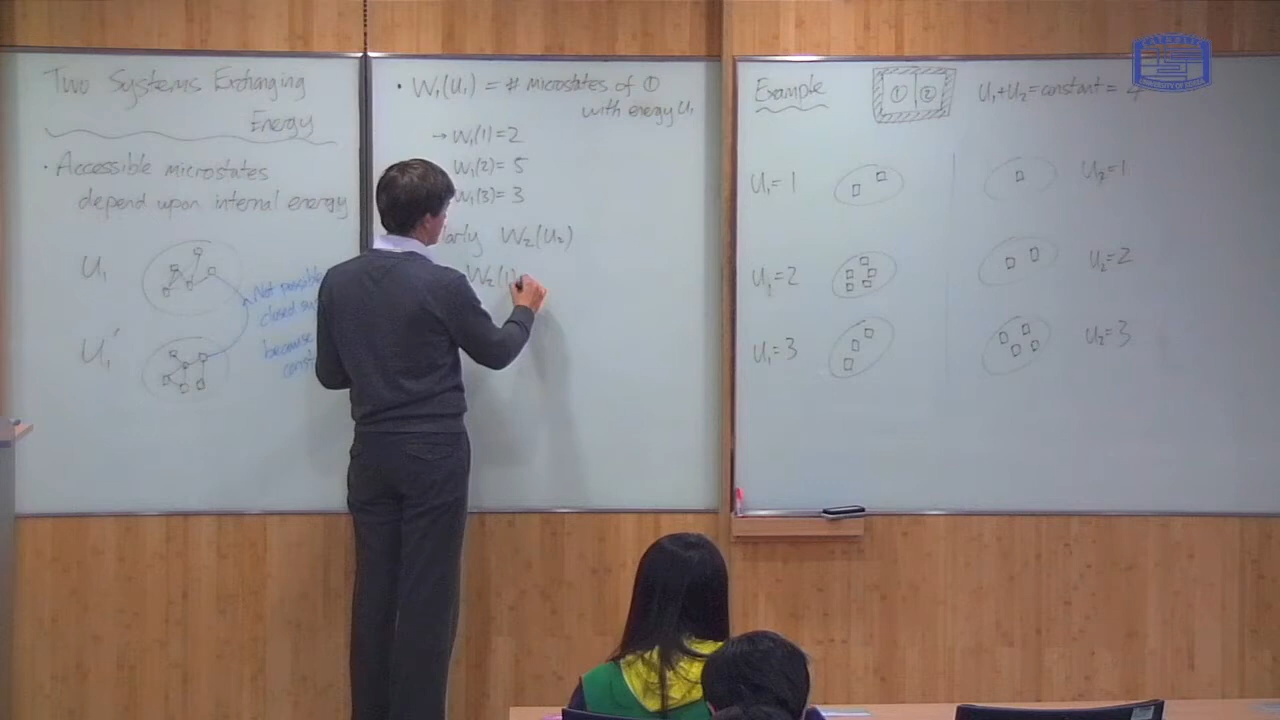 Two Systems Exchanging
Energy
· Accessible microstates
depend upon internal energy
U₁
U₁'
Not possible
closed
because
const
· W₁(U₁) = # microstates of ①
with energy U₁
→ W₁(1) = 2
W₁(2) = 5
W₁(3) = 3
W₂(U₂)
W₂(1)
Example
① ②
U₁+U₂ = constant = 4
U₁=1
U₂=1
U₁=2
U₂=2
U₁=3
U₂=3
CATHOLIC